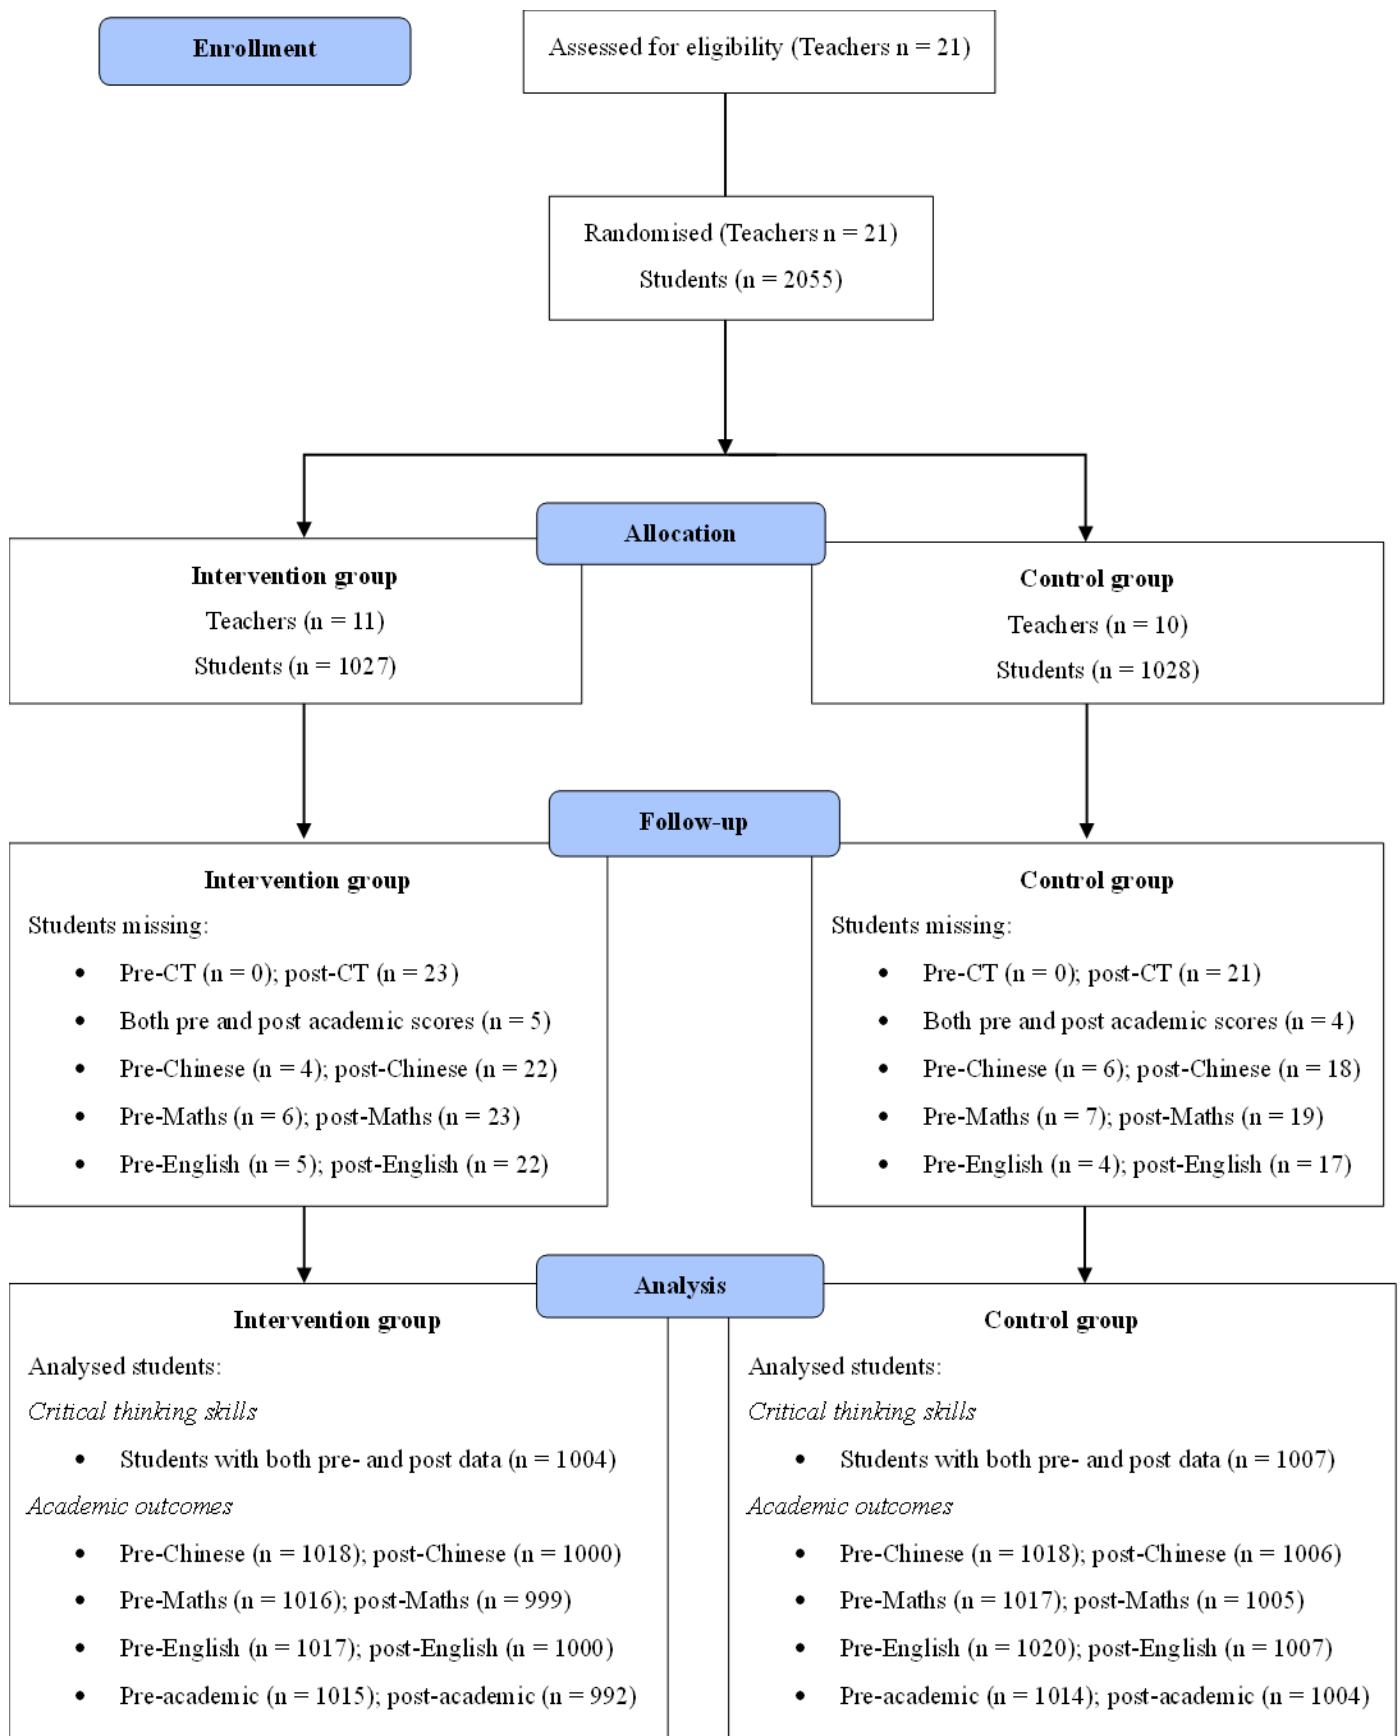 Enrollment
Assessed for eligibility (Teachers n = 21)
Randomised (Teachers n = 21)
Students (n = 2055)
Allocation
Intervention group
Teachers (n = 11)
Students (n = 1027)
Control group
Teachers (n = 10)
Students (n = 1028)
Follow-up
Intervention group
Students missing:
• Pre-CT (n = 0); post-CT (n = 23)
• Both pre and post academic scores (n = 5)
• Pre-Chinese (n = 4); post-Chinese (n = 22)
• Pre-Maths (n = 6); post-Maths (n = 23)
• Pre-English (n = 5); post-English (n = 22)
Control group
Students missing:
• Pre-CT (n = 0); post-CT (n = 21)
• Both pre and post academic scores (n = 4)
• Pre-Chinese (n = 6); post-Chinese (n = 18)
• Pre-Maths (n = 7); post-Maths (n = 19)
• Pre-English (n = 4); post-English (n = 17)
Analysis
Intervention group
Analysed students:
Critical thinking skills
• Students with both pre- and post data (n = 1004)
Academic outcomes
• Pre-Chinese (n = 1018); post-Chinese (n = 1000)
• Pre-Maths (n = 1016); post-Maths (n = 999)
• Pre-English (n = 1017); post-English (n = 1000)
• Pre-academic (n = 1015); post-academic (n = 992)
Control group
Analysed students:
Critical thinking skills
• Students with both pre- and post data (n = 1007)
Academic outcomes
• Pre-Chinese (n = 1018); post-Chinese (n = 1006)
• Pre-Maths (n = 1017); post-Maths (n = 1005)
• Pre-English (n = 1020); post-English (n = 1007)
• Pre-academic (n = 1014); post-academic (n = 1004)